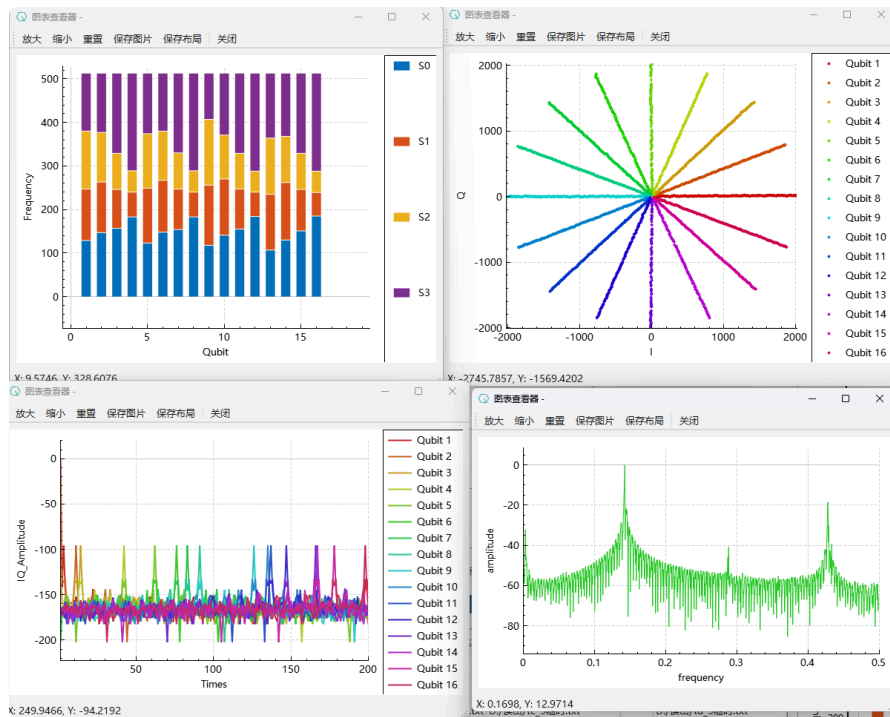 图表查看器 -
放大 缩小 重置 保存图片 保存布局 关闭
500
400
300
200
100
0
Frequency
5 10 15
Qubit
S0
S1
S2
S3
X: 9.5746, Y: 328.6076
图表查看器 -
放大 缩小 重置 保存图片 保存布局 关闭
2000
1000
0
-1000
-2000
Q
-2000 -1000 0 1000 2000
I
Qubit 1
Qubit 2
Qubit 3
Qubit 4
Qubit 5
Qubit 6
Qubit 7
Qubit 8
Qubit 9
Qubit 10
Qubit 11
Qubit 12
Qubit 13
Qubit 14
Qubit 15
Qubit 16
X: -2745.7857, Y: -1569.4202
图表查看器 -
放大 缩小 重置 保存图片 保存布局 关闭
0
-50
-100
-150
-200
IQ_Amplitude
50 100 150 200
Times
Qubit 1
Qubit 2
Qubit 3
Qubit 4
Qubit 5
Qubit 6
Qubit 7
Qubit 8
Qubit 9
Qubit 10
Qubit 11
Qubit 12
Qubit 13
Qubit 14
Qubit 15
Qubit 16
X: 249.9466, Y: -94.2192
图表查看器 -
放大 缩小 重置 保存图片 保存布局 关闭
0
-20
-40
-60
-80
amplitude
0 0.1 0.2 0.3 0.4 0.5
frequency
X: 0.1698, Y: 12.9714